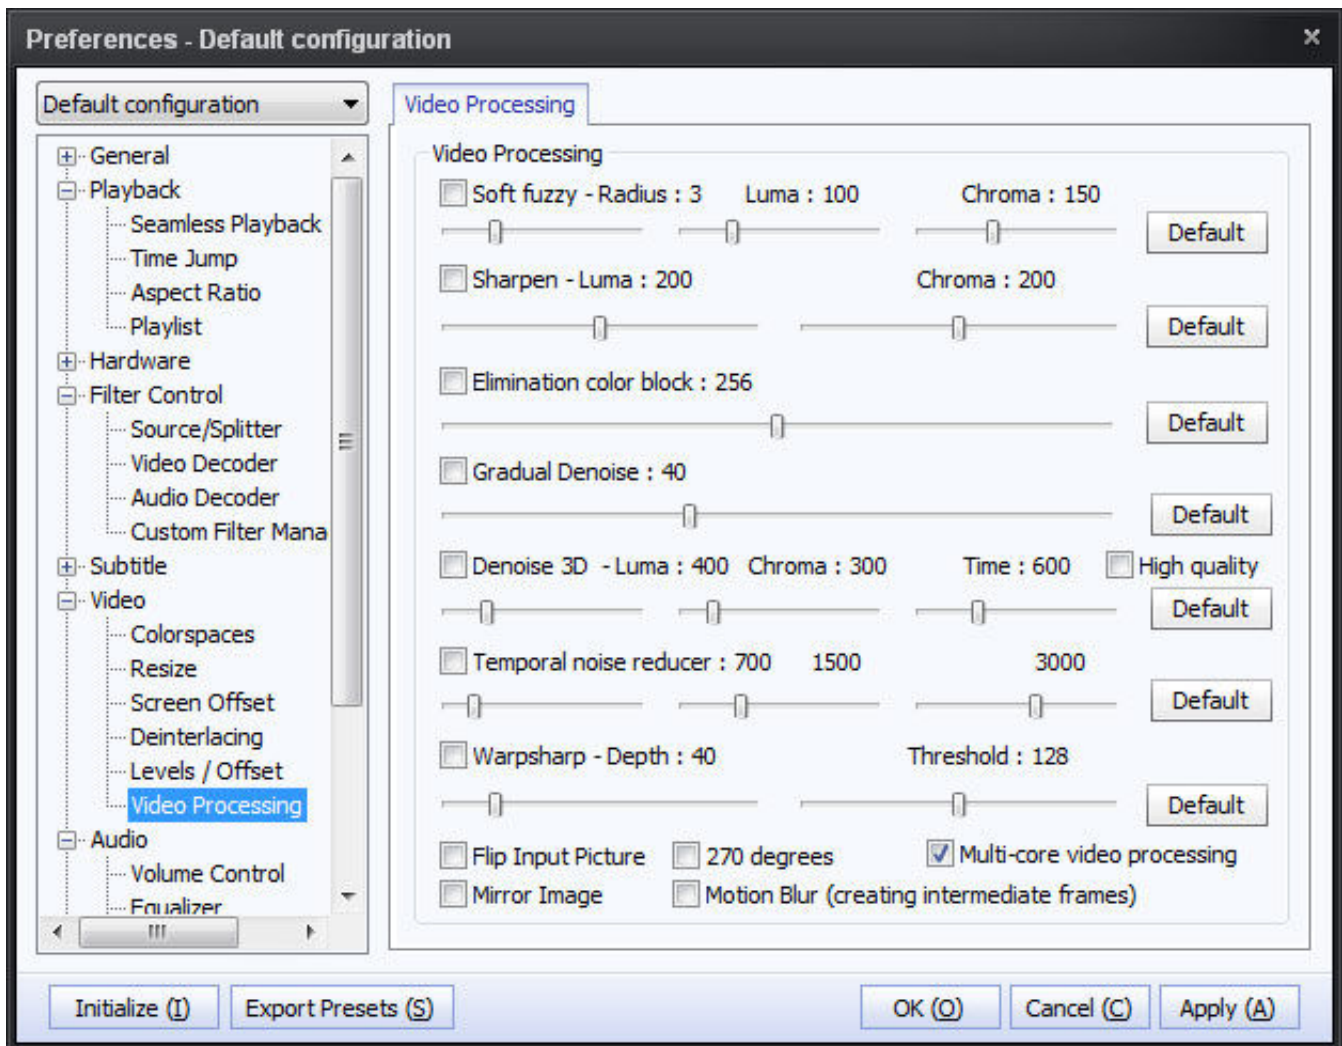 Preferences - Default configuration
Default configuration
General
Playback
Seamless Playback
Time Jump
Aspect Ratio
Playlist
Hardware
Filter Control
Source/Splitter
Video Decoder
Audio Decoder
Custom Filter Mana
Subtitle
Video
Colorspaces
Resize
Screen Offset
Deinterlacing
Levels / Offset
Video Processing
Audio
Volume Control
Equalizer
Video Processing
Video Processing
Soft fuzzy - Radius : 3 Luma : 100 Chroma : 150
Default
Sharpen - Luma : 200 Chroma : 200
Default
Elimination color block : 256
Default
Gradual Denoise : 40
Default
Denoise 3D - Luma : 400 Chroma : 300 Time : 600 High quality
Default
Temporal noise reducer : 700 1500 3000
Default
Warpsharp - Depth : 40 Threshold : 128
Default
Flip Input Picture 270 degrees Multi-core video processing
Mirror Image Motion Blur (creating intermediate frames)
Initialize (I) Export Presets (S) OK (O) Cancel (C) Apply (A)